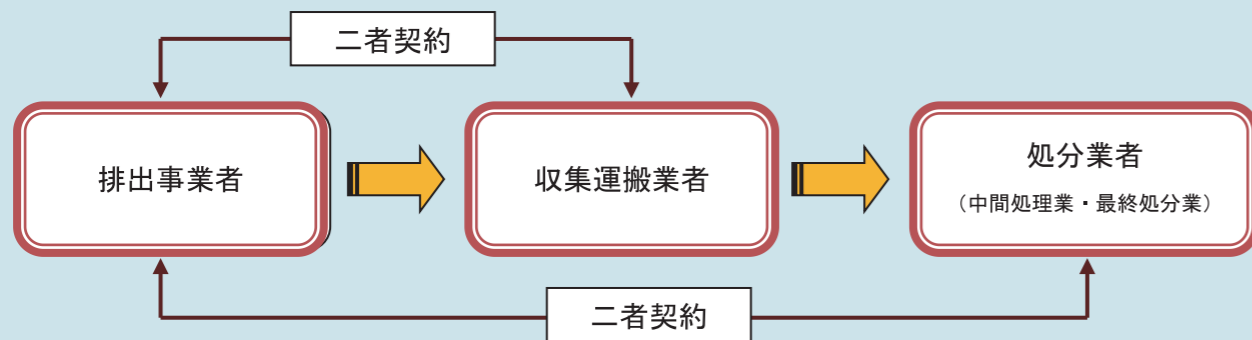 二者契約
排出事業者
収集運搬業者
処分業者
（中間処理業・最終処分業）
二者契約